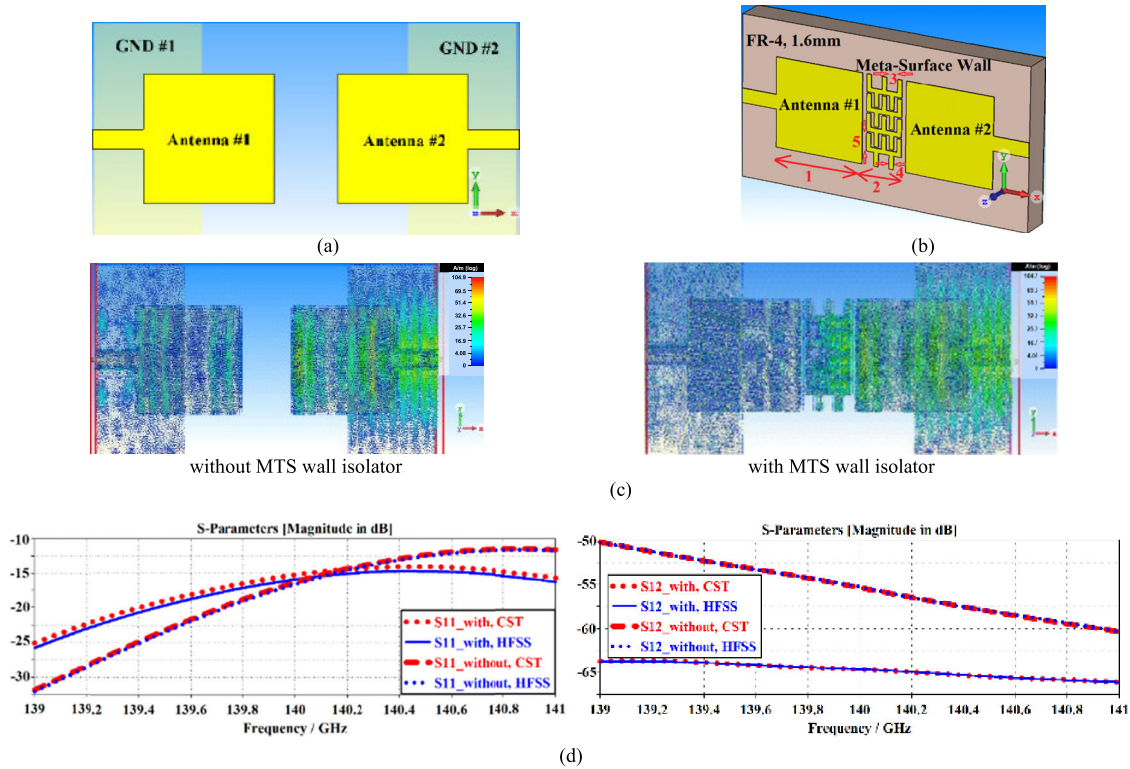 GND #1
GND #2
Antenna #1
Antenna #2
y
z
x
(a)
FR-4, 1.6mm
Meta-Surface Wall
3
Antenna #1
Antenna #2
5
4
1
2
y
z
x
(b)
A/m (log)
104.9
69.5
51.4
32.6
25.7
14.9
9.24
4.08
0
y
z
x
without MTS wall isolator
A/m (log)
0
y
z
x
with MTS wall isolator
(c)
S-Parameters [Magnitude in dB]
-10
-15
-20
-25
-30
S11_with, CST
S11_with, HFSS
S11_without, CST
S11_without, HFSS
139 139.2 139.4 139.6 139.8 140 140.2 140.4 140.6 140.8 141
Frequency / GHz
S-Parameters [Magnitude in dB]
-50
-55
-60
-65
S12_with, CST
S12_with, HFSS
S12_without, CST
S12_without, HFSS
139 139.2 139.4 139.6 139.8 140 140.2 140.4 140.6 140.8 141
Frequency / GHz
(d)